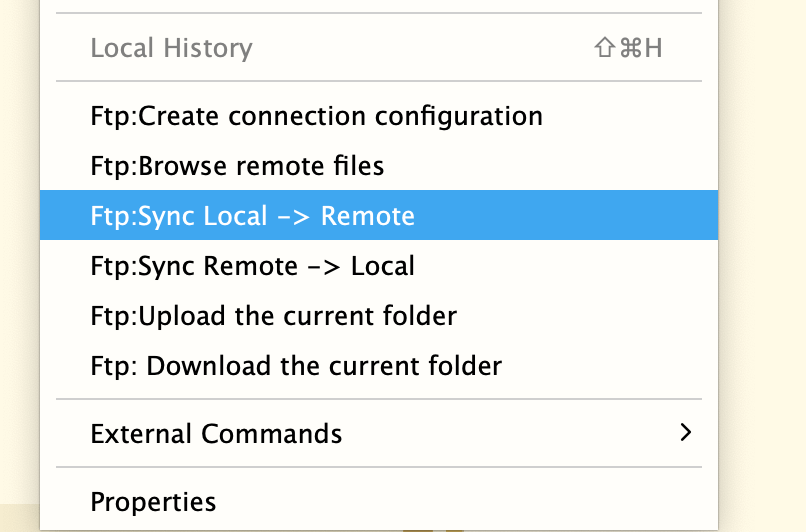 Local History ⇧⌘H
Ftp:Create connection configuration
Ftp:Browse remote files
Ftp:Sync Local -> Remote
Ftp:Sync Remote -> Local
Ftp:Upload the current folder
Ftp: Download the current folder
External Commands
Properties